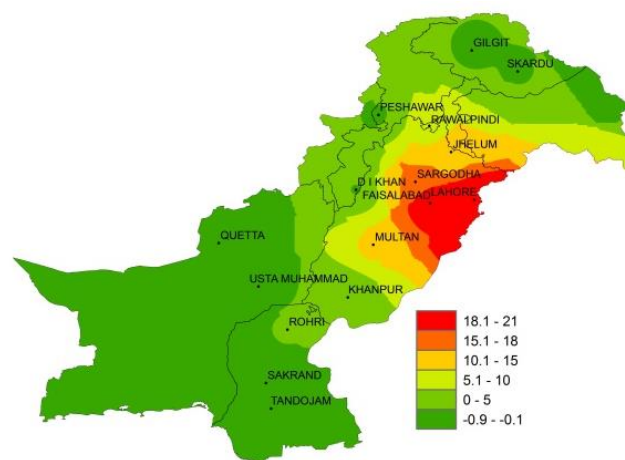 GILGIT
SKARDU
PESHAWAR
RAWALPINDI
JHELUM
SARGODHA
D I KHAN
FAISALABAD
LAHORE
QUETTA
MULTAN
USTA MUHAMMAD
KHANPUR
ROHRI
SAKRAND
TANDOJAM
18.1 - 21
15.1 - 18
10.1 - 15
5.1 - 10
0 - 5
-0.9 - -0.1